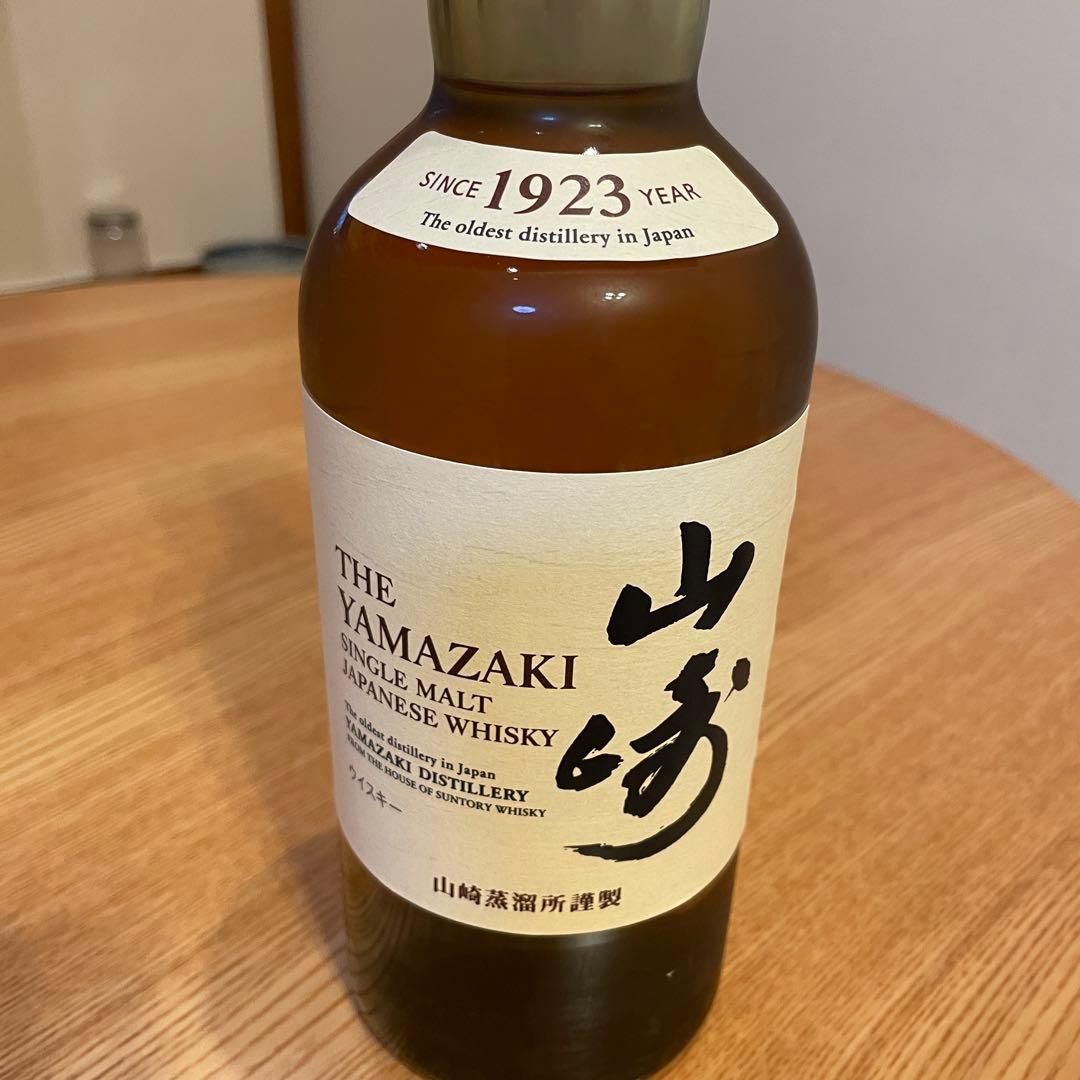 SINCE 1923 YEAR
The oldest distillery in Japan
THE
YAMAZAKI
SINGLE MALT
JAPANESE WHISKY
The oldest distillery in Japan
YAMAZAKI DISTILLERY
FROM THE HOUSE OF SUNTORY WHISKY
ウイスキー
山崎
山崎蒸溜所謹製